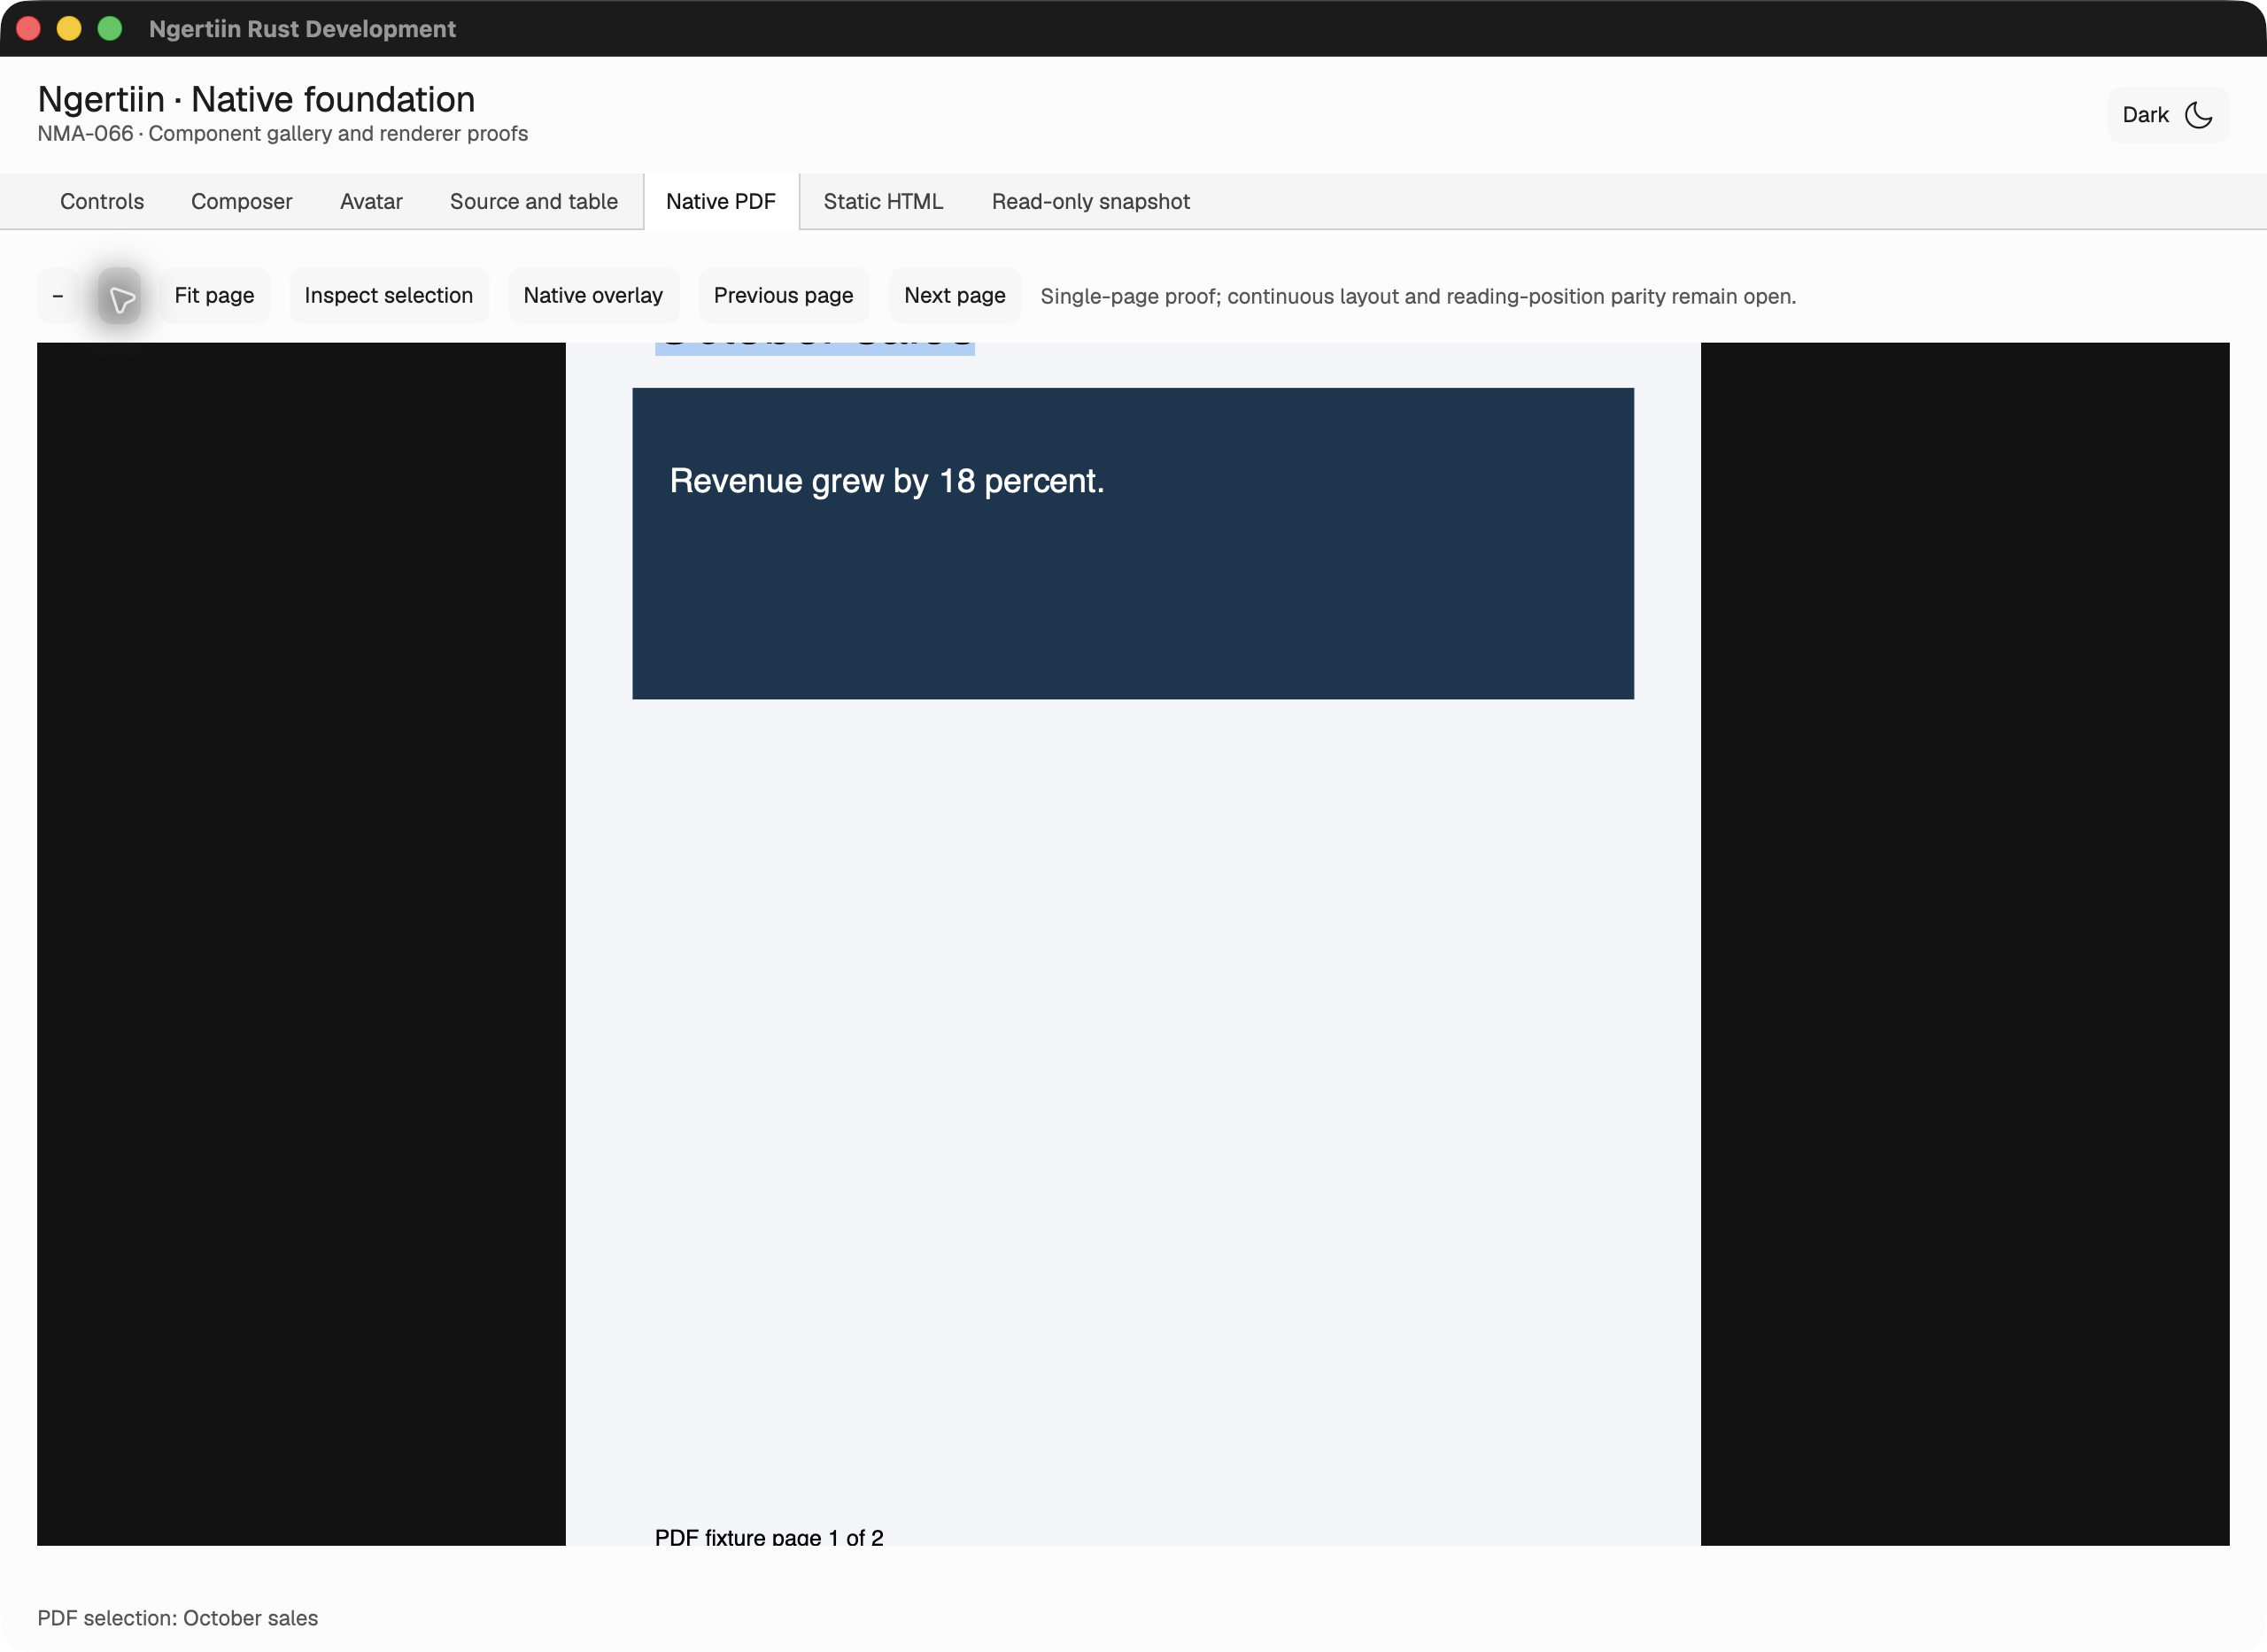 Ngertiin Rust Development
Ngertiin · Native foundation
NMA-066 · Component gallery and renderer proofs
Dark
Controls Composer Avatar Source and table Native PDF Static HTML Read-only snapshot
− Fit page Inspect selection Native overlay Previous page Next page Single-page proof; continuous layout and reading-position parity remain open.
Revenue grew by 18 percent.
PDF fixture page 1 of 2
PDF selection: October sales